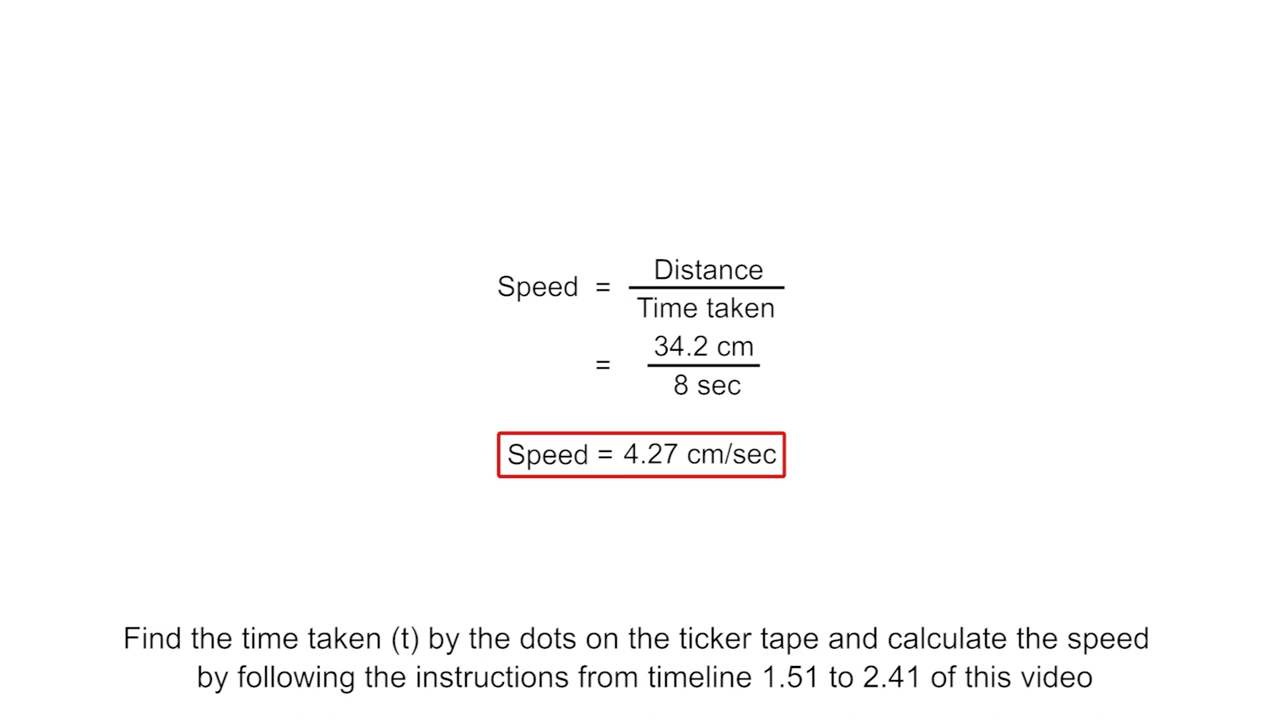 Speed = Distance
Time taken
= 34.2 cm
8 sec
Speed = 4.27 cm/sec
Find the time taken (t) by the dots on the ticker tape and calculate the speed
by following the instructions from timeline 1.51 to 2.41 of this video